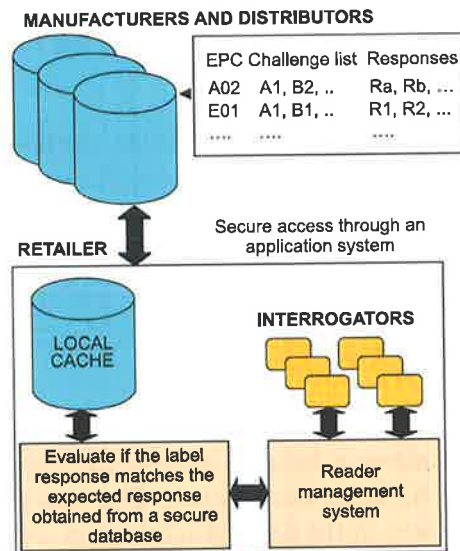 MANUFACTURERS AND DISTRIBUTORS
EPC Challenge list Responses
A02 A1, B2, .. Ra, Rb, ...
E01 A1, B1, .. R1, R2, ...
.... .... ....
Secure access through an
application system
RETAILER
INTERROGATORS
LOCAL
CACHE
Evaluate if the label
response matches the
expected response
obtained from a secure
database
Reader
management
system